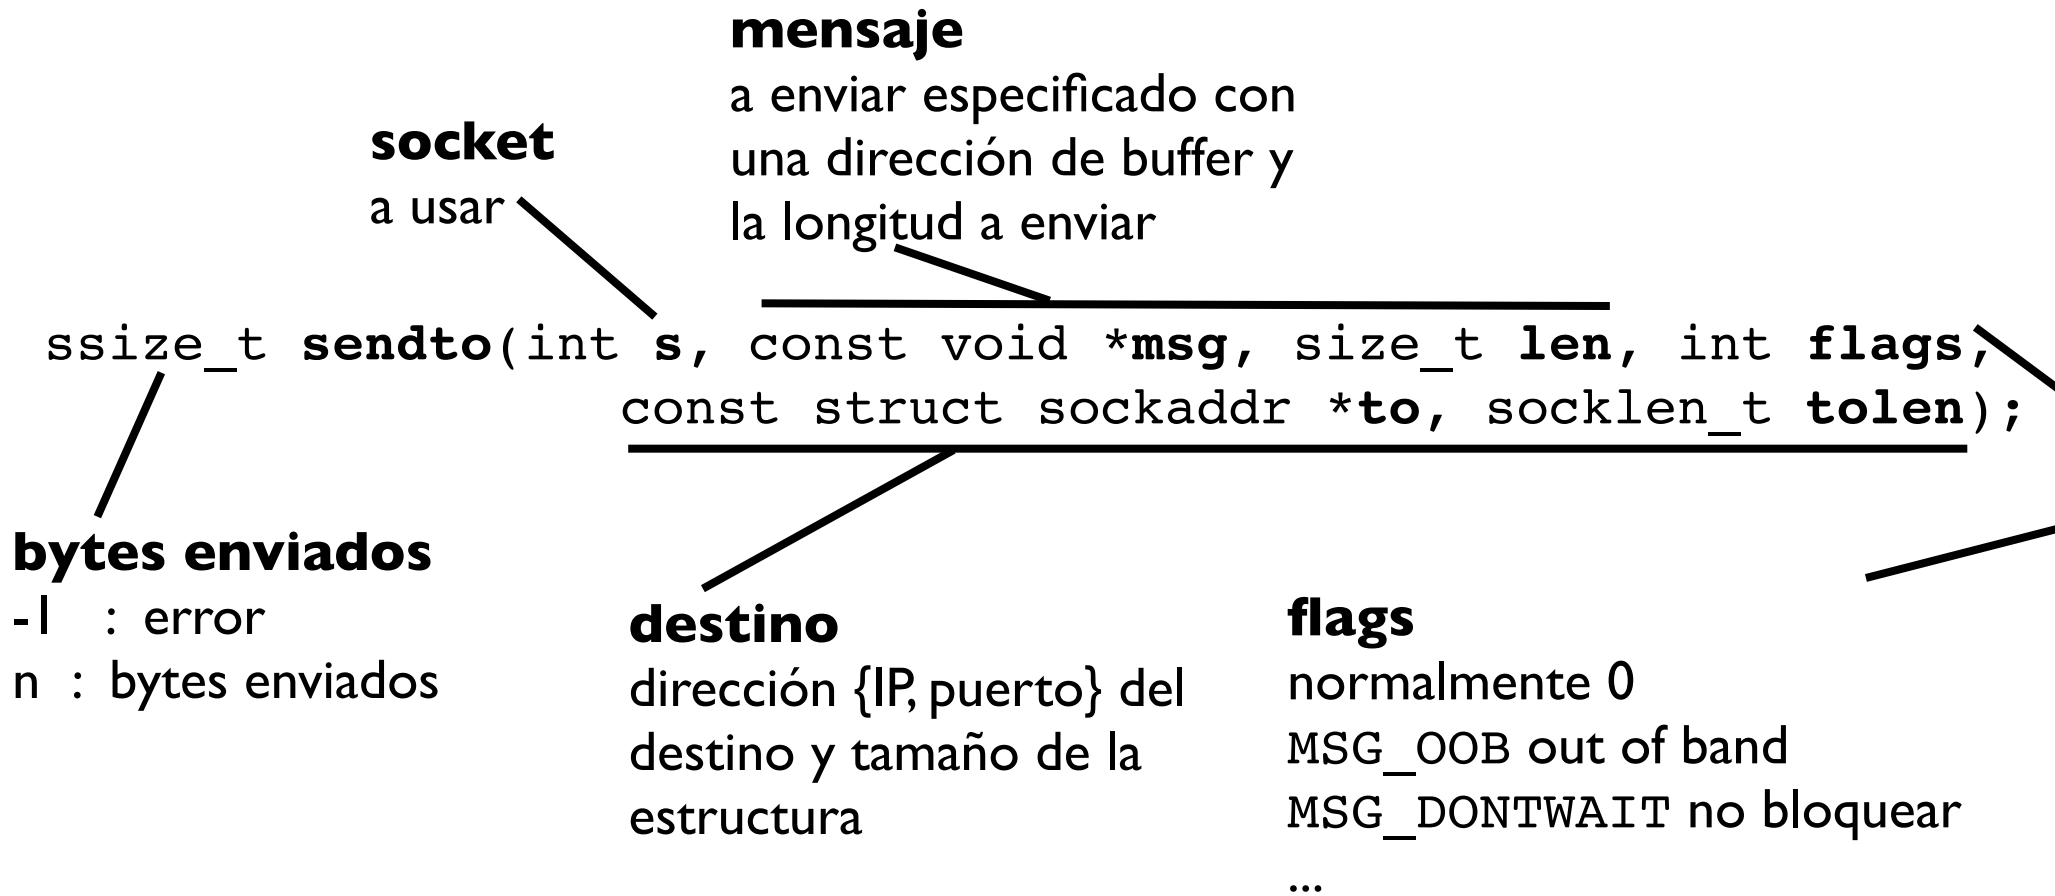 mensaje
a enviar especificado con
una dirección de buffer y
la longitud a enviar
socket
a usar
ssize_t sendto(int s, const void *msg, size_t len, int flags,
const struct sockaddr *to, socklen_t tolen);
bytes enviados
-1 : error
n : bytes enviados
destino
dirección {IP, puerto} del
destino y tamaño de la
estructura
flags
normalmente 0
MSG_OOB out of band
MSG_DONTWAIT no bloquear
...